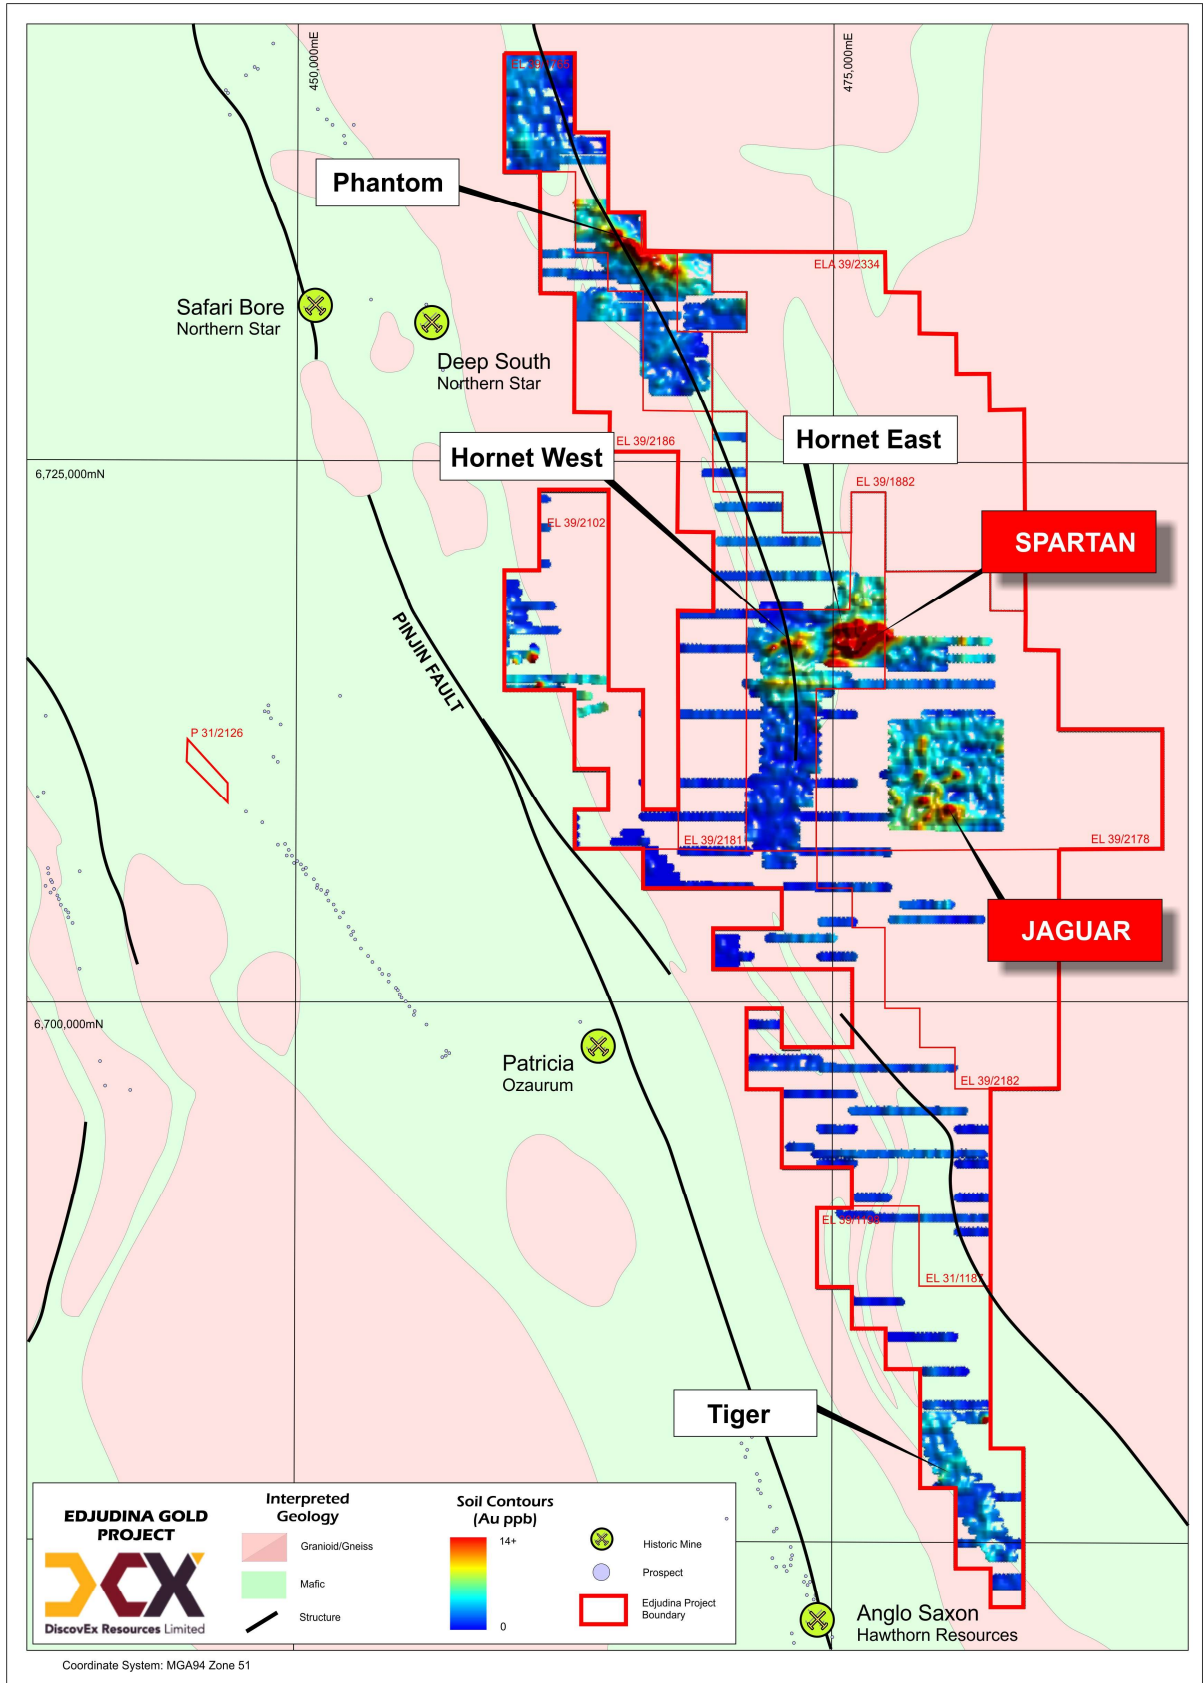 450,000mE
475,000mE
EL 39/1765
Phantom
ELA 39/2334
Safari Bore
Northern Star
Deep South
Northern Star
Hornet East
EL 39/2186
Hornet West
6,725,000mN
EL 39/1882
EL 39/2102
SPARTAN
PINJIN FAULT
P 31/2126
EL 39/2181
EL 39/2178
JAGUAR
6,700,000mN
Patricia
Ozaurum
EL 39/2182
EL 31/1187
Tiger
EDJUDINA GOLD
PROJECT
DCX
DiscovEx Resources Limited
Interpreted
Geology
Granioid/Gneiss
Mafic
Structure
Soil Contours
(Au ppb)
14+
0
Historic Mine
Prospect
Edjudina Project
Boundary
Anglo Saxon
Hawthorn Resources
Coordinate System: MGA94 Zone 51